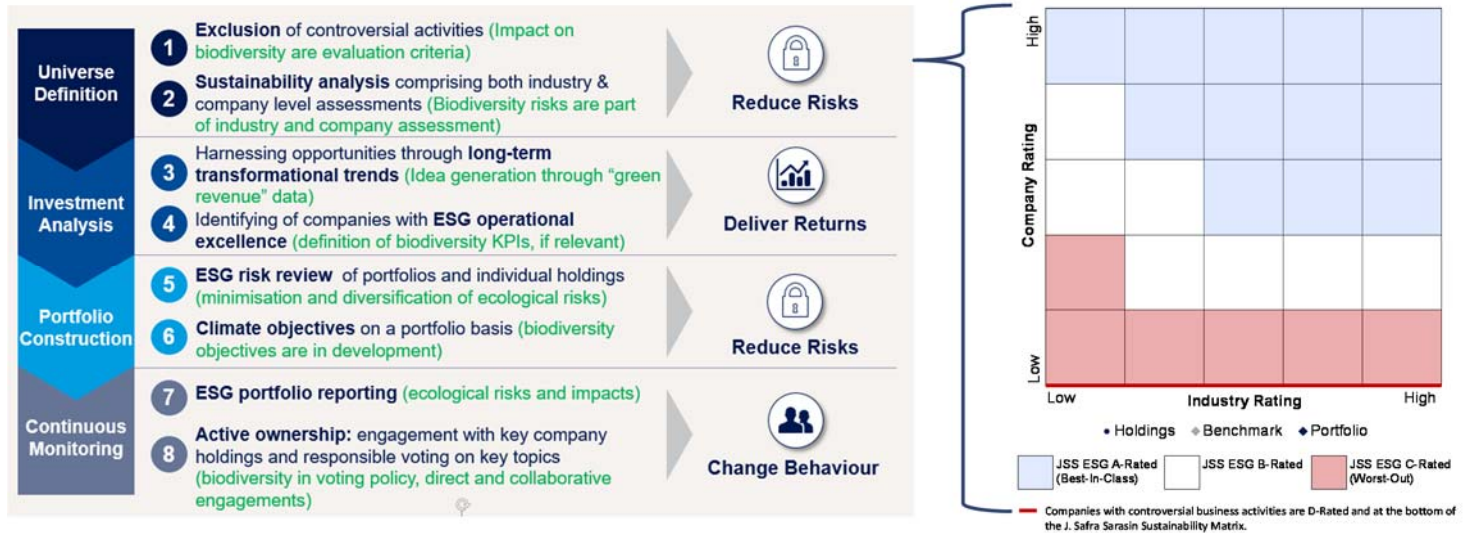 Universe
Definition
1
Exclusion of controversial activities (Impact on
biodiversity are evaluation criteria)
2
Sustainability analysis comprising both industry &
company level assessments (Biodiversity risks are part
of industry and company assessment)
Reduce Risks
Investment
Analysis
3
Harnessing opportunities through long-term
transformational trends (Idea generation through “green
revenue” data)
4
Identifying of companies with ESG operational
excellence (definition of biodiversity KPIs, if relevant)
Deliver Returns
Portfolio
Construction
5
ESG risk review of portfolios and individual holdings
(minimisation and diversification of ecological risks)
6
Climate objectives on a portfolio basis (biodiversity
objectives are in development)
Reduce Risks
Continuous
Monitoring
7
ESG portfolio reporting (ecological risks and impacts)
8
Active ownership: engagement with key company
holdings and responsible voting on key topics
(biodiversity in voting policy, direct and collaborative
engagements)
Change Behaviour
High
Company Rating
Low
Low
Industry Rating
High
Holdings
Benchmark
Portfolio
JSS ESG A-Rated
(Best-In-Class)
JSS ESG B-Rated
JSS ESG C-Rated
(Worst-Out)
Companies with controversial business activities are D-Rated and at the bottom of
the J. Safra Sarasin Sustainability Matrix.